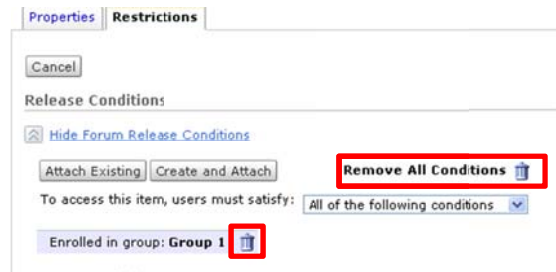 Properties Restrictions
Cancel
Release Conditions
Hide Forum Release Conditions
Attach Existing Create and Attach Remove All Conditions
To access this item, users must satisfy: All of the following conditions
Enrolled in group: Group 1